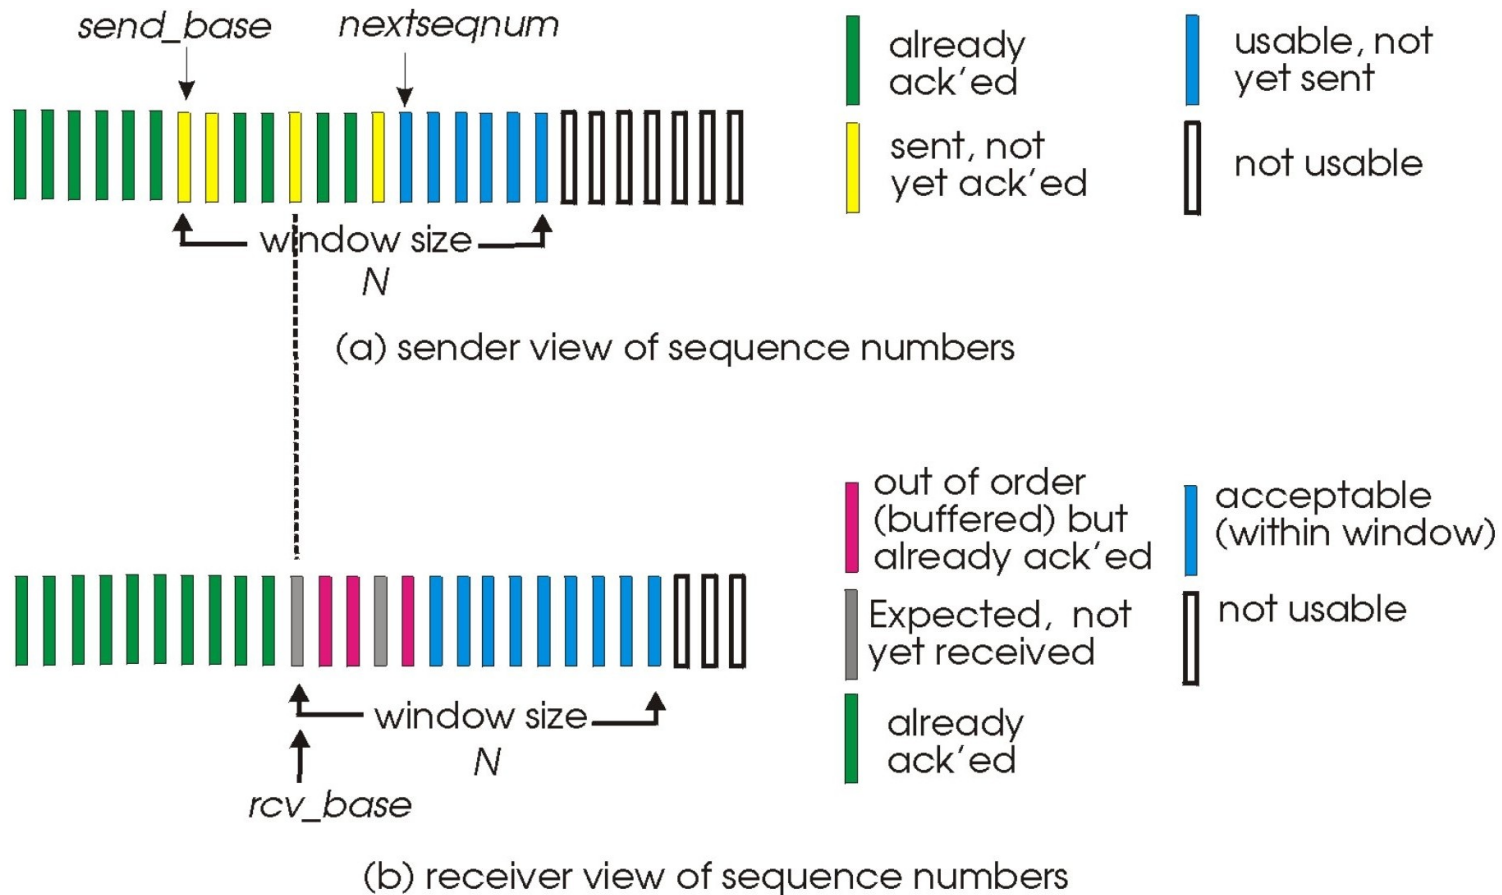 send_base
nextseqnum
already
ack'ed
usable, not
yet sent
sent, not
yet ack'ed
not usable
window size
N
(a) sender view of sequence numbers
out of order
(buffered) but
already ack'ed
acceptable
(within window)
Expected, not
yet received
not usable
already
ack'ed
window size
N
rcv_base
(b) receiver view of sequence numbers